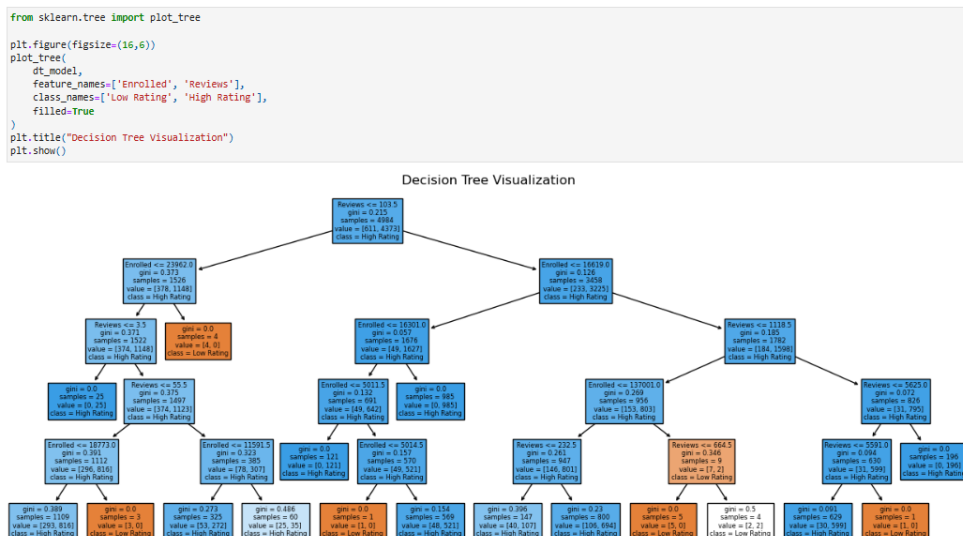 from sklearn.tree import plot_tree
plt.figure(figsize=(16,6))
plot_tree(
    dt_model,
    feature_names=['Enrolled', 'Reviews'],
    class_names=['Low Rating', 'High Rating'],
    filled=True
)
plt.title("Decision Tree Visualization")
plt.show()
Decision Tree Visualization
Reviews <= 103.5
gini = 0.215
samples = 4984
value = [611, 4373]
class = High Rating
Enrolled <= 23962.0
gini = 0.373
samples = 1526
value = [378, 1148]
class = High Rating
Enrolled <= 16619.0
gini = 0.126
samples = 3458
value = [233, 3225]
class = High Rating
Reviews <= 3.5
gini = 0.371
samples = 1522
value = [374, 1148]
class = High Rating
gini = 0.0
samples = 4
value = [4, 0]
class = Low Rating
Enrolled <= 16301.0
gini = 0.057
samples = 1676
value = [49, 1627]
class = High Rating
Reviews <= 1118.5
gini = 0.185
samples = 1782
value = [184, 1598]
class = High Rating
gini = 0.0
samples = 25
value = [0, 25]
class = High Rating
Reviews <= 55.5
gini = 0.375
samples = 1497
value = [374, 1123]
class = High Rating
Enrolled <= 5011.5
gini = 0.132
samples = 691
value = [49, 642]
class = High Rating
gini = 0.0
samples = 985
value = [0, 985]
class = High Rating
Enrolled <= 137001.0
gini = 0.269
samples = 956
value = [153, 803]
class = High Rating
Reviews <= 5625.0
gini = 0.072
samples = 826
value = [31, 795]
class = High Rating
Enrolled <= 18773.0
gini = 0.391
samples = 1112
value = [296, 816]
class = High Rating
Enrolled <= 11591.5
gini = 0.323
samples = 385
value = [78, 307]
class = High Rating
gini = 0.0
samples = 121
value = [0, 121]
class = High Rating
Enrolled <= 5014.5
gini = 0.157
samples = 570
value = [49, 521]
class = High Rating
Reviews <= 232.5
gini = 0.261
samples = 947
value = [146, 801]
class = High Rating
Reviews <= 664.5
gini = 0.346
samples = 9
value = [7, 2]
class = Low Rating
Reviews <= 5591.0
gini = 0.094
samples = 630
value = [31, 599]
class = High Rating
gini = 0.0
samples = 196
value = [0, 196]
class = High Rating
gini = 0.389
samples = 1109
value = [293, 816]
class = High Rating
gini = 0.0
samples = 3
value = [3, 0]
class = Low Rating
gini = 0.273
samples = 325
value = [53, 272]
class = High Rating
gini = 0.486
samples = 60
value = [25, 35]
class = High Rating
gini = 0.0
samples = 1
value = [1, 0]
class = Low Rating
gini = 0.154
samples = 569
value = [48, 521]
class = High Rating
gini = 0.396
samples = 147
value = [40, 107]
class = High Rating
gini = 0.23
samples = 800
value = [106, 694]
class = High Rating
gini = 0.0
samples = 5
value = [5, 0]
class = Low Rating
gini = 0.5
samples = 4
value = [2, 2]
class = Low Rating
gini = 0.091
samples = 629
value = [30, 599]
class = High Rating
gini = 0.0
samples = 1
value = [1, 0]
class = Low Rating